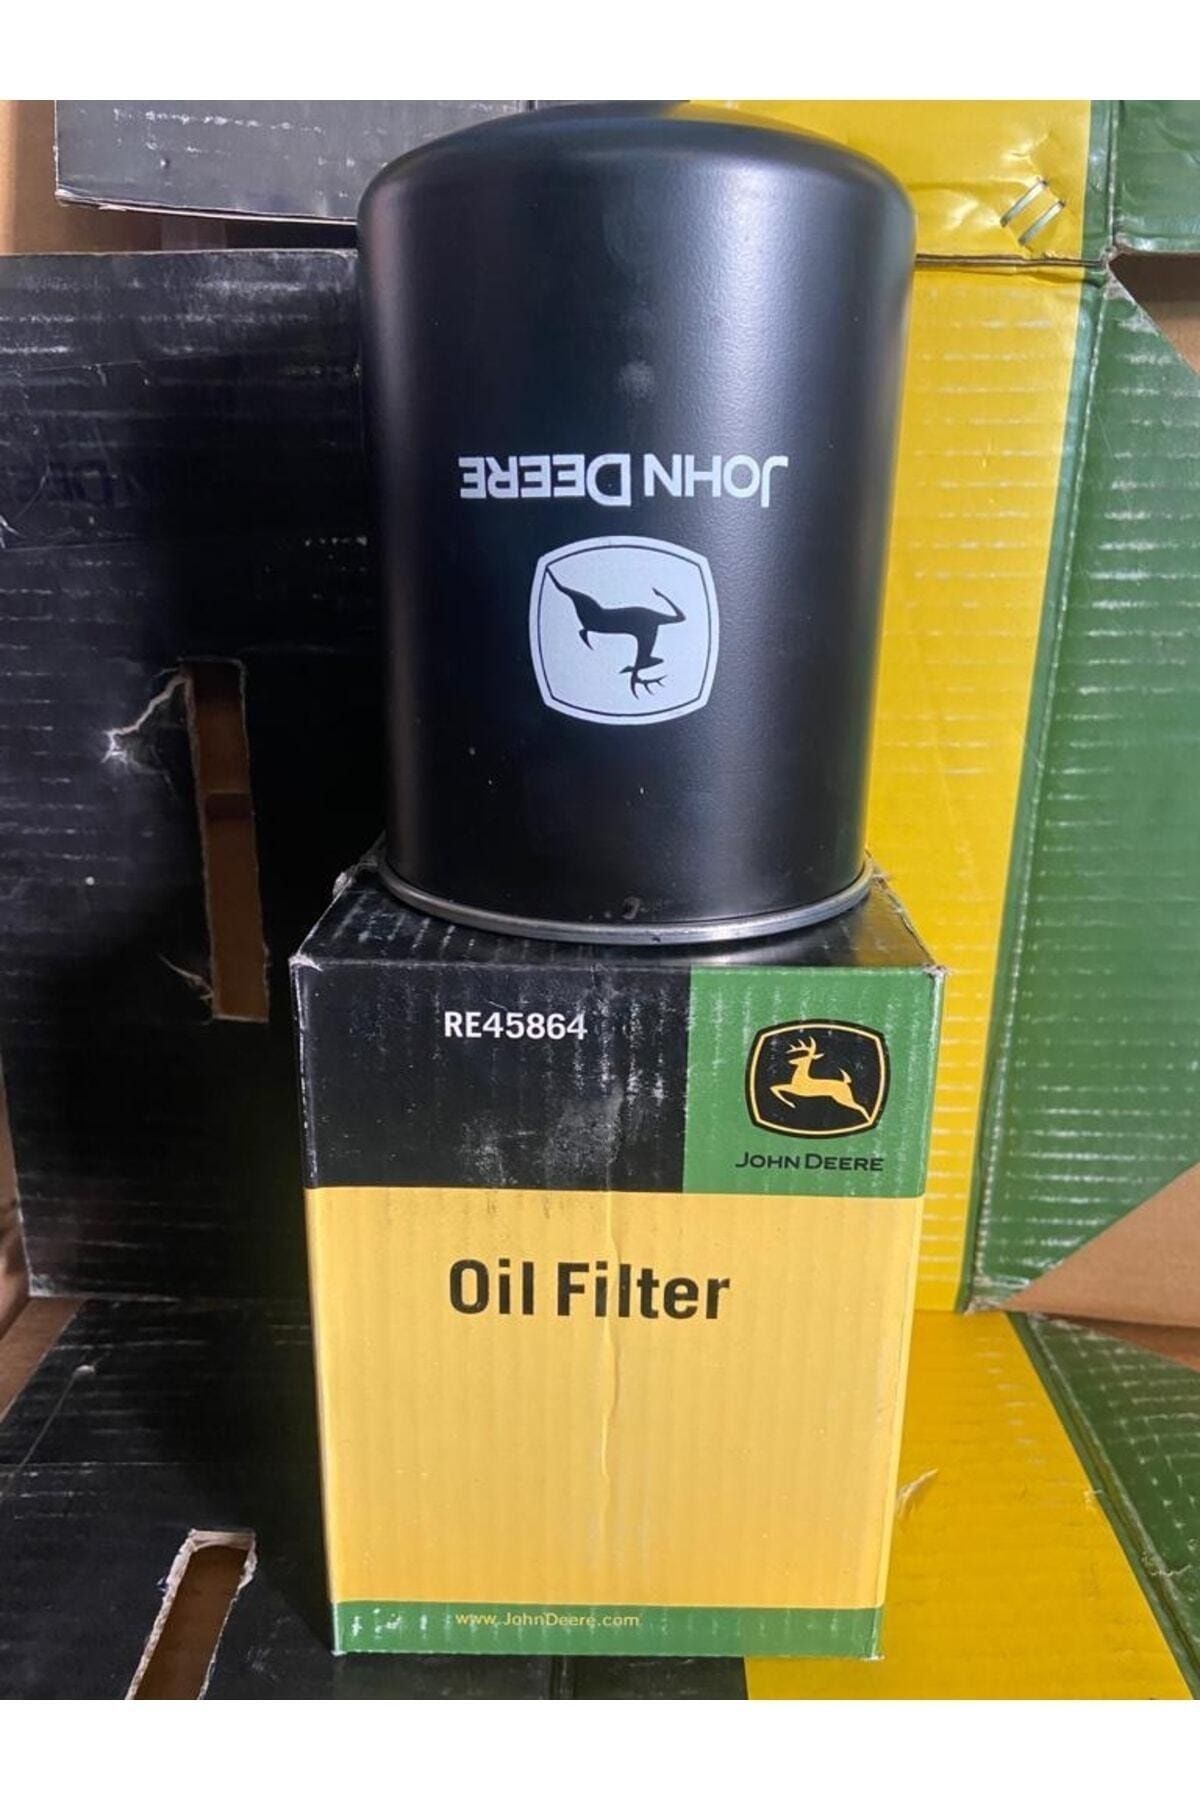 JOHN DEERE
RE45864
JOHN DEERE
Oil Filter
www.JohnDeere.com